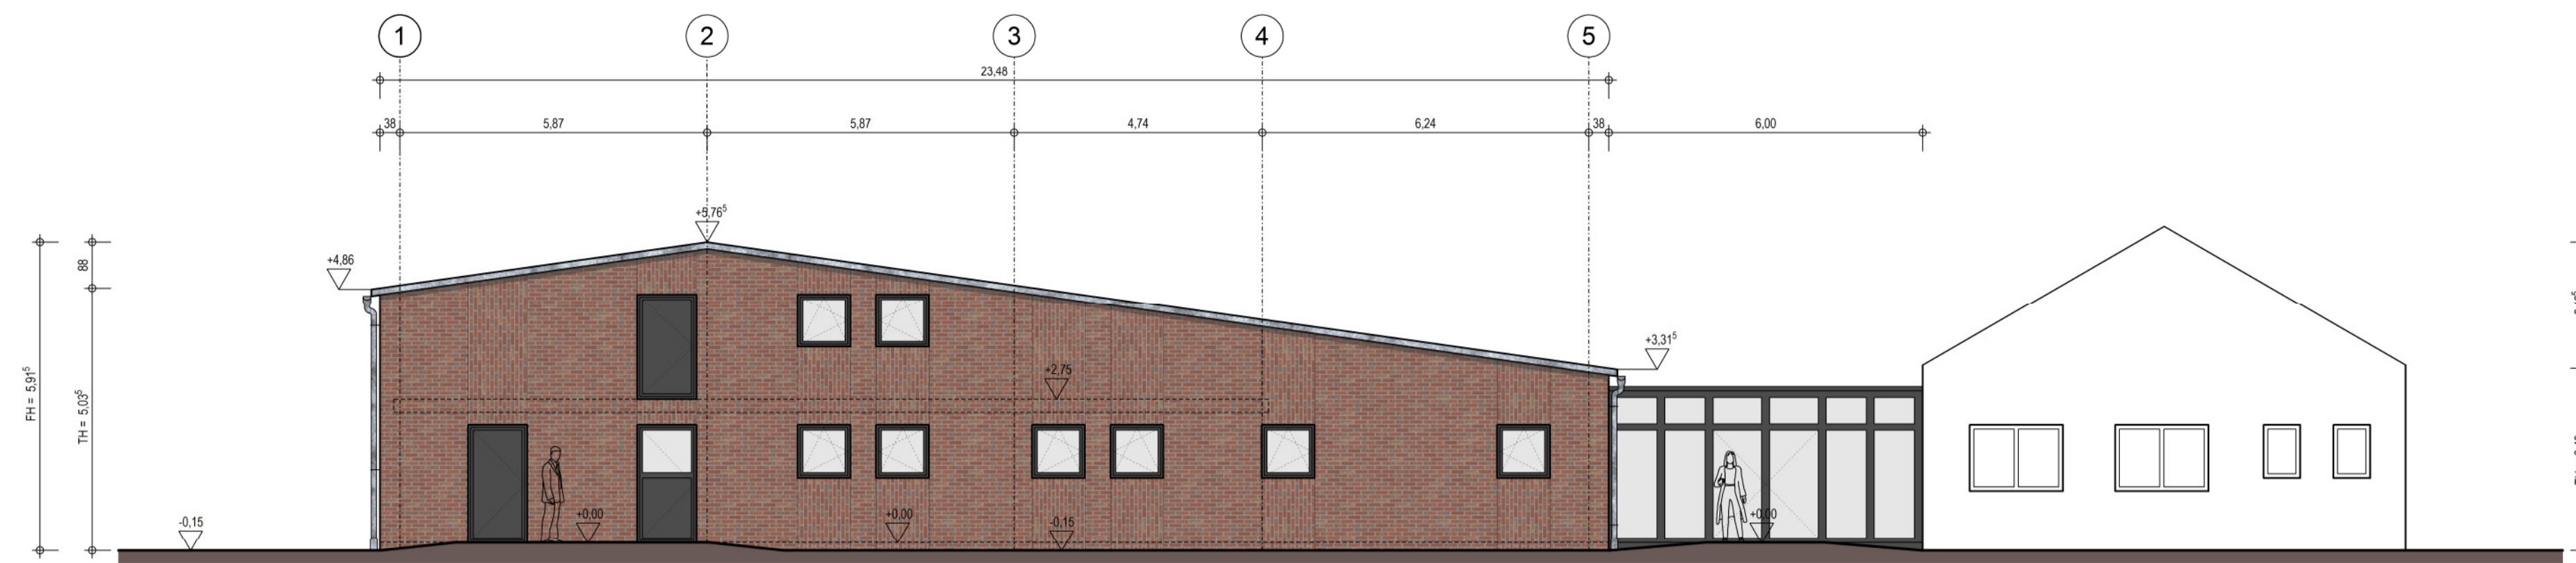 1 2 3 4 5
23,48
38 5,87 5,87 4,74 6,24 38 6,00
+5,76⁵
+4,86
88
+3,31⁵
+2,75
FH = 5,91⁵
TH = 5,03⁵
-0,15 +0,00 +0,00 -0,15 +0,00